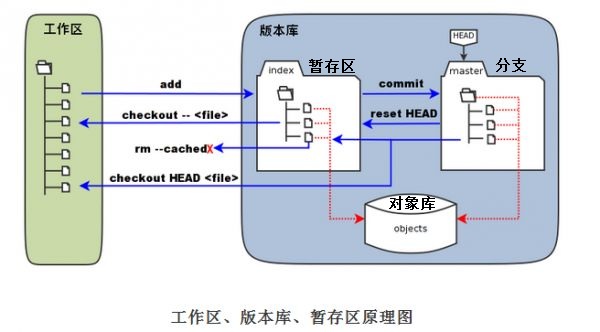 工作区
版本库
HEAD
index
暂存区
master
分支
add
commit
checkout -- <file>
reset HEAD
rm --cached
X
checkout HEAD <file>
对象库
objects
工作区、版本库、暂存区原理图